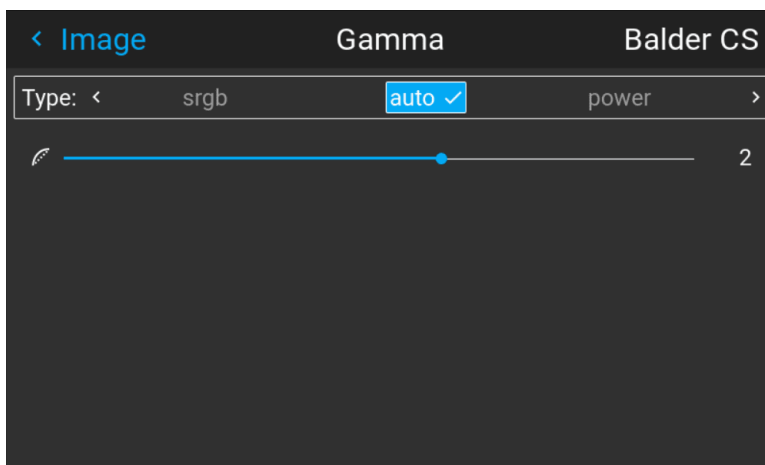 ‹ Image Gamma Balder CS
Type: ‹ srgb auto ✓ power ›
2